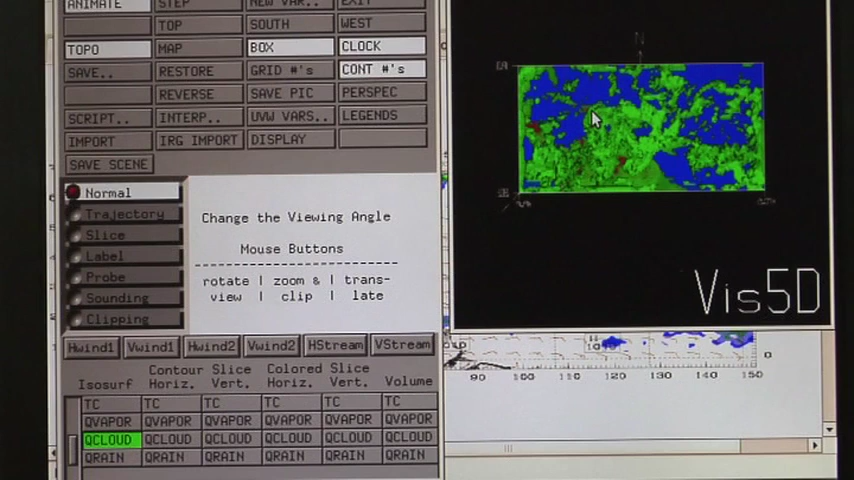 ANIMATE STEP NEW VAR.. EXIT
TOP SOUTH WEST
TOPO MAP BOX CLOCK
SAVE.. RESTORE GRID #'s CONT #'s
REVERSE SAVE PIC PERSPEC
SCRIPT.. INTERP.. UVW VARS.. LEGENDS
IMPORT IRG IMPORT DISPLAY
SAVE SCENE
Normal
Trajectory
Slice
Label
Probe
Sounding
Clipping
Change the Viewing Angle
Mouse Buttons
rotate | zoom & | trans-
view | clip | late
Hwind1 Vwind1 Hwind2 Vwind2 HStream VStream
Contour Slice Colored Slice
Isosurf Horiz. Vert. Horiz. Vert. Volume
TC TC TC TC TC TC
QVAPOR QVAPOR QVAPOR QVAPOR QVAPOR QVAPOR
QCLOUD QCLOUD QCLOUD QCLOUD QCLOUD QCLOUD
QRAIN QRAIN QRAIN QRAIN QRAIN QRAIN
N
Vis5D
90 100 110 120 130 140 150